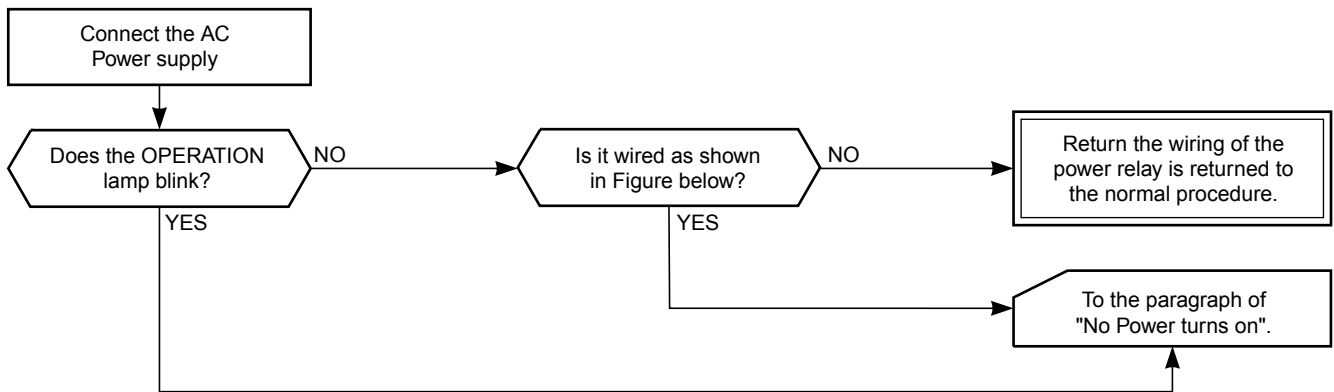 Connect the AC
Power supply
Does the OPERATION
lamp blink?
NO
Is it wired as shown
in Figure below?
NO
Return the wiring of the
power relay is returned to
the normal procedure.
YES
YES
To the paragraph of
"No Power turns on".